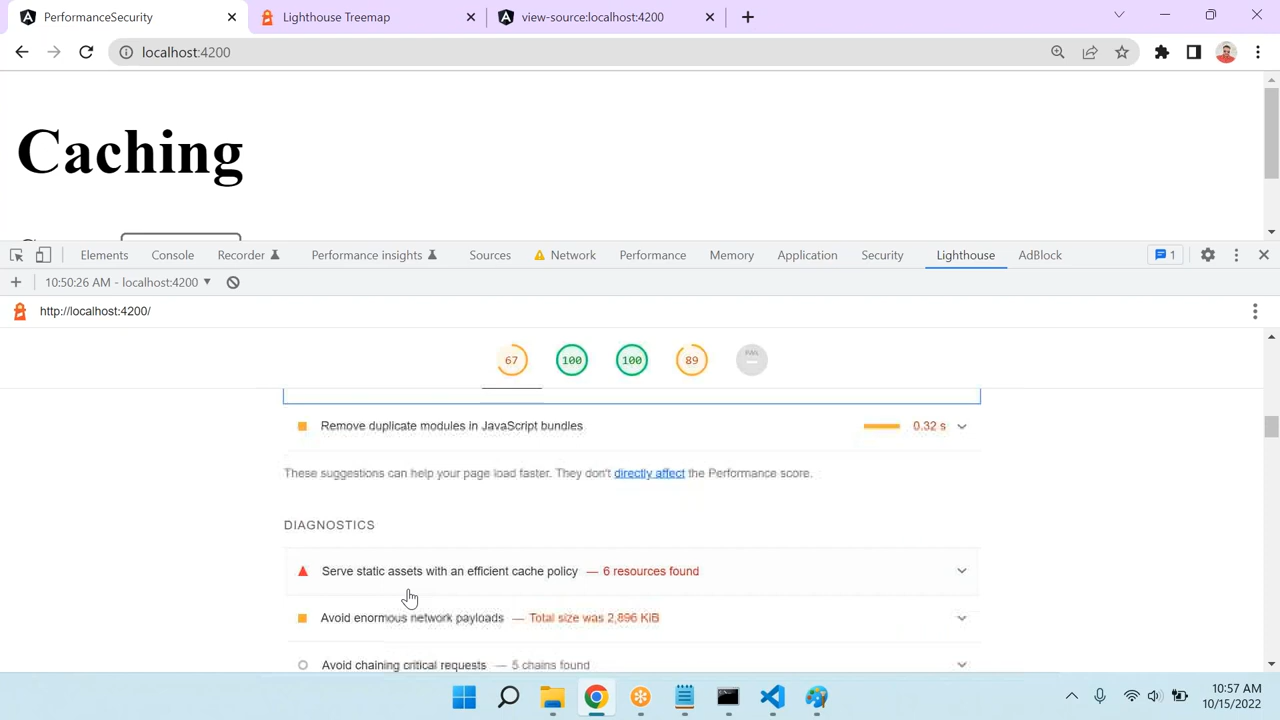 PerformanceSecurity
Lighthouse Treemap
view-source:localhost:4200
localhost:4200
Caching
Elements
Console
Recorder
Performance insights
Sources
Network
Performance
Memory
Application
Security
Lighthouse
AdBlock
1
10:50:26 AM - localhost:4200
http://localhost:4200/
67
100
100
89
PWA
Remove duplicate modules in JavaScript bundles
0.32 s
These suggestions can help your page load faster. They don't directly affect the Performance score.
DIAGNOSTICS
Serve static assets with an efficient cache policy — 6 resources found
Avoid enormous network payloads — Total size was 2,896 KiB
Avoid chaining critical requests — 5 chains found
10:57 AM
10/15/2022